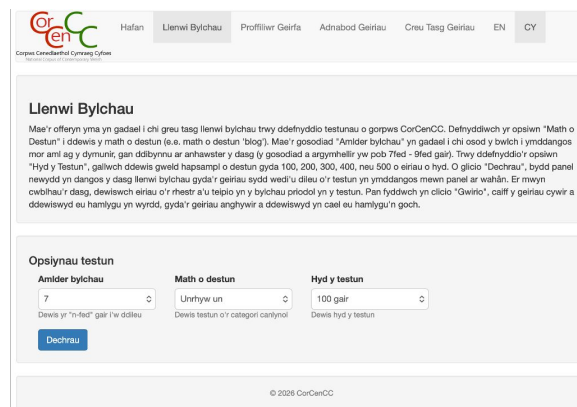 Cor
Cen
CC
Corpws Cenedlaethol Cymraeg Cyfoes
National Corpus of Contemporary Welsh
Hafan
Llenwi Bylchau
Proffiliwr Geirfa
Adnabod Geiriau
Creu Tasg Geiriau
EN
CY
Llenwi Bylchau
Mae'r offeryn yma yn gadael i chi greu tasg llenwi bylchau trwy ddefnyddio testunau o gorpws CorCenCC. Defnyddiwch yr opsiwn "Math o
Destun" i ddewis y math o destun (e.e. math o destun 'blog'). Mae'r gosodiad "Amlder bylchau" yn gadael i chi osod y bwlch i ymddangos
mor aml ag y dymunir, gan ddibynnu ar anhawster y dasg (y gosodiad a argymhellir yw pob 7fed - 9fed gair). Trwy ddefnyddio'r opsiwn
"Hyd y Testun", gallwch ddewis gweld hapsampl o destun gyda 100, 200, 300, 400, neu 500 o eiriau o hyd. O glicio "Dechrau", bydd panel
newydd yn dangos y dasg llenwi bylchau gyda'r geiriau sydd wedi'u dileu o'r testun yn ymddangos mewn panel ar wahân. Er mwyn
cwblhau'r dasg, dewiswch eiriau o'r rhestr a'u teipio yn y bylchau priodol yn y testun. Pan fyddwch yn clicio "Gwirio", caiff y geiriau cywir a
ddewiswyd eu hamlygu yn wyrdd, gyda'r geiriau anghywir a ddewiswyd yn cael eu hamlygu'n goch.
Opsiynau testun
Amlder bylchau
Math o destun
Hyd y testun
7
Unrhyw un
100 gair
Dewis yr "n-fed" gair i'w ddileu
Dewis testun o'r categori canlynol
Dewis hyd y testun
Dechrau
© 2026 CorCenCC